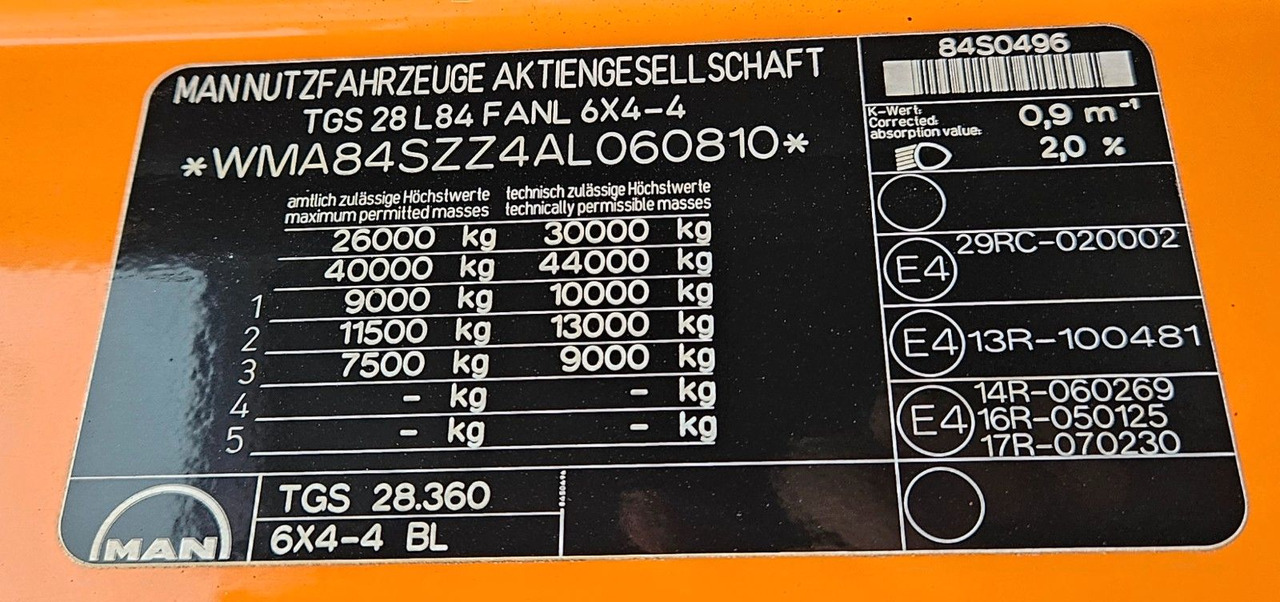 MAN NUTZFAHRZEUGE AKTIENGESELLSCHAFT
TGS 28 L84 FANL 6X4-4
*WMA84SZZ4AL060810*
amtlich zulässige Höchstwerte technisch zulässige Höchstwerte
maximum permitted masses technically permissible masses
26000 kg 30000 kg
40000 kg 44000 kg
1 9000 kg 10000 kg
2 11500 kg 13000 kg
3 7500 kg 9000 kg
4 - kg - kg
5 - kg - kg
MAN
TGS 28.360
6X4-4 BL
84S0496
84S0496
K-Wert:
Corrected:
absorption value:
0,9 m⁻¹
2,0 %
E4 29RC-020002
E4 13R-100481
E4 14R-060269
16R-050125
17R-070230